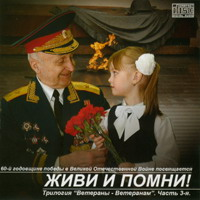 60-й годовщине победы в Великой Отечественной Войне посвящается
ЖИВИ И ПОМНИ!
Трилогия "Ветераны - Ветеранам". Часть 3-я.